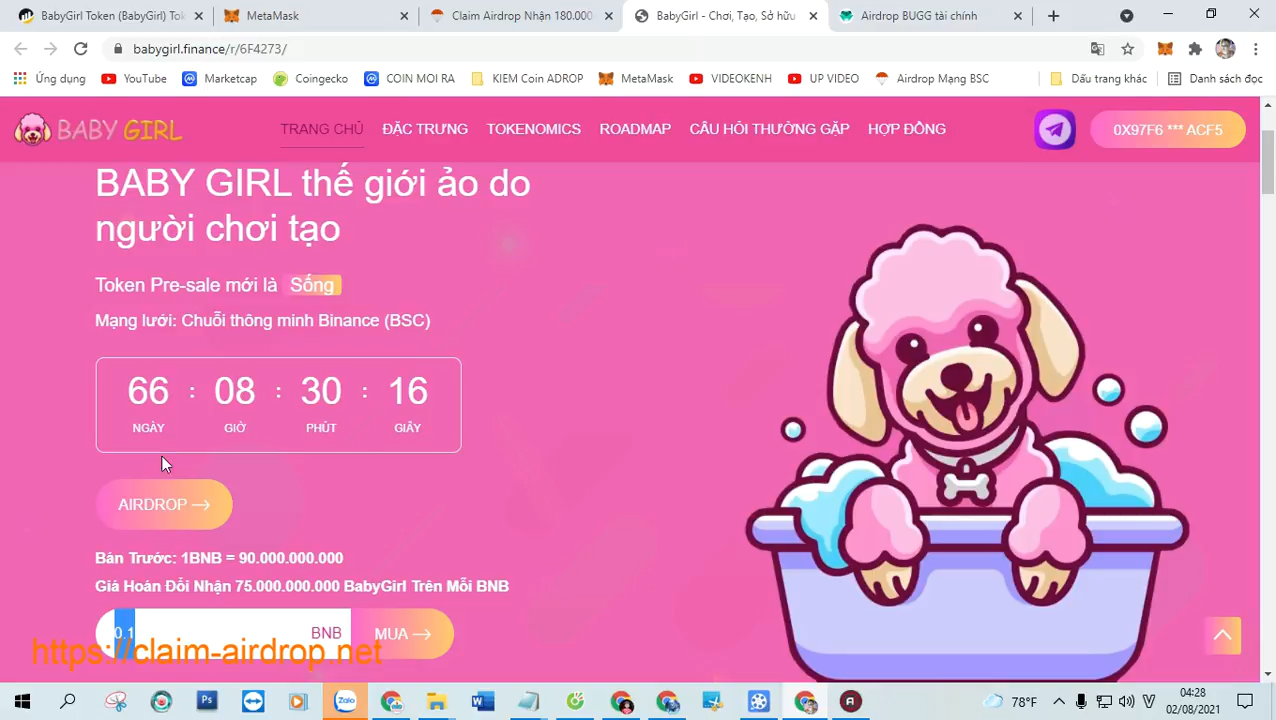 BabyGirl (Girl) Tok
MetaMask
Claim Airdrop Nhận 180.000
BabyGirl - Chơi, Tạo, Sở hữu
Airdrop BUGG tài chính
babygirl.finance/r/6F4273/
Ứng dụng
YouTube
Marketcap
Coingecko
COIN MOI RA
KIEM Coin ADROP
MetaMask
VIDEOKENH
UP VIDEO
Airdrop Mạng BSC
Dấu trang khác
Danh sách đọc
BABY GIRL
TRANG CHỦ
ĐẶC TRƯNG
TOKENOMICS
ROADMAP
CÂU HỎI THƯỜNG GẶP
HỢP ĐỒNG
0X97F6 *** ACF5
BABY GIRL thế giới ảo do
người chơi tạo
Token Pre-sale mới là Sống
Mạng lưới: Chuỗi thông minh Binance (BSC)
66 : 08 : 30 : 16
NGÀY GIỜ PHÚT GIÂY
AIRDROP →
Bán Trước: 1BNB = 90.000.000.000
Giá Hoán Đổi Nhận 75.000.000.000 BabyGirl Trên Mỗi BNB
0.1 BNB MUA →
https://claim-airdrop.net
Ps
Zalo
78°F
V
04:28
02/08/2021